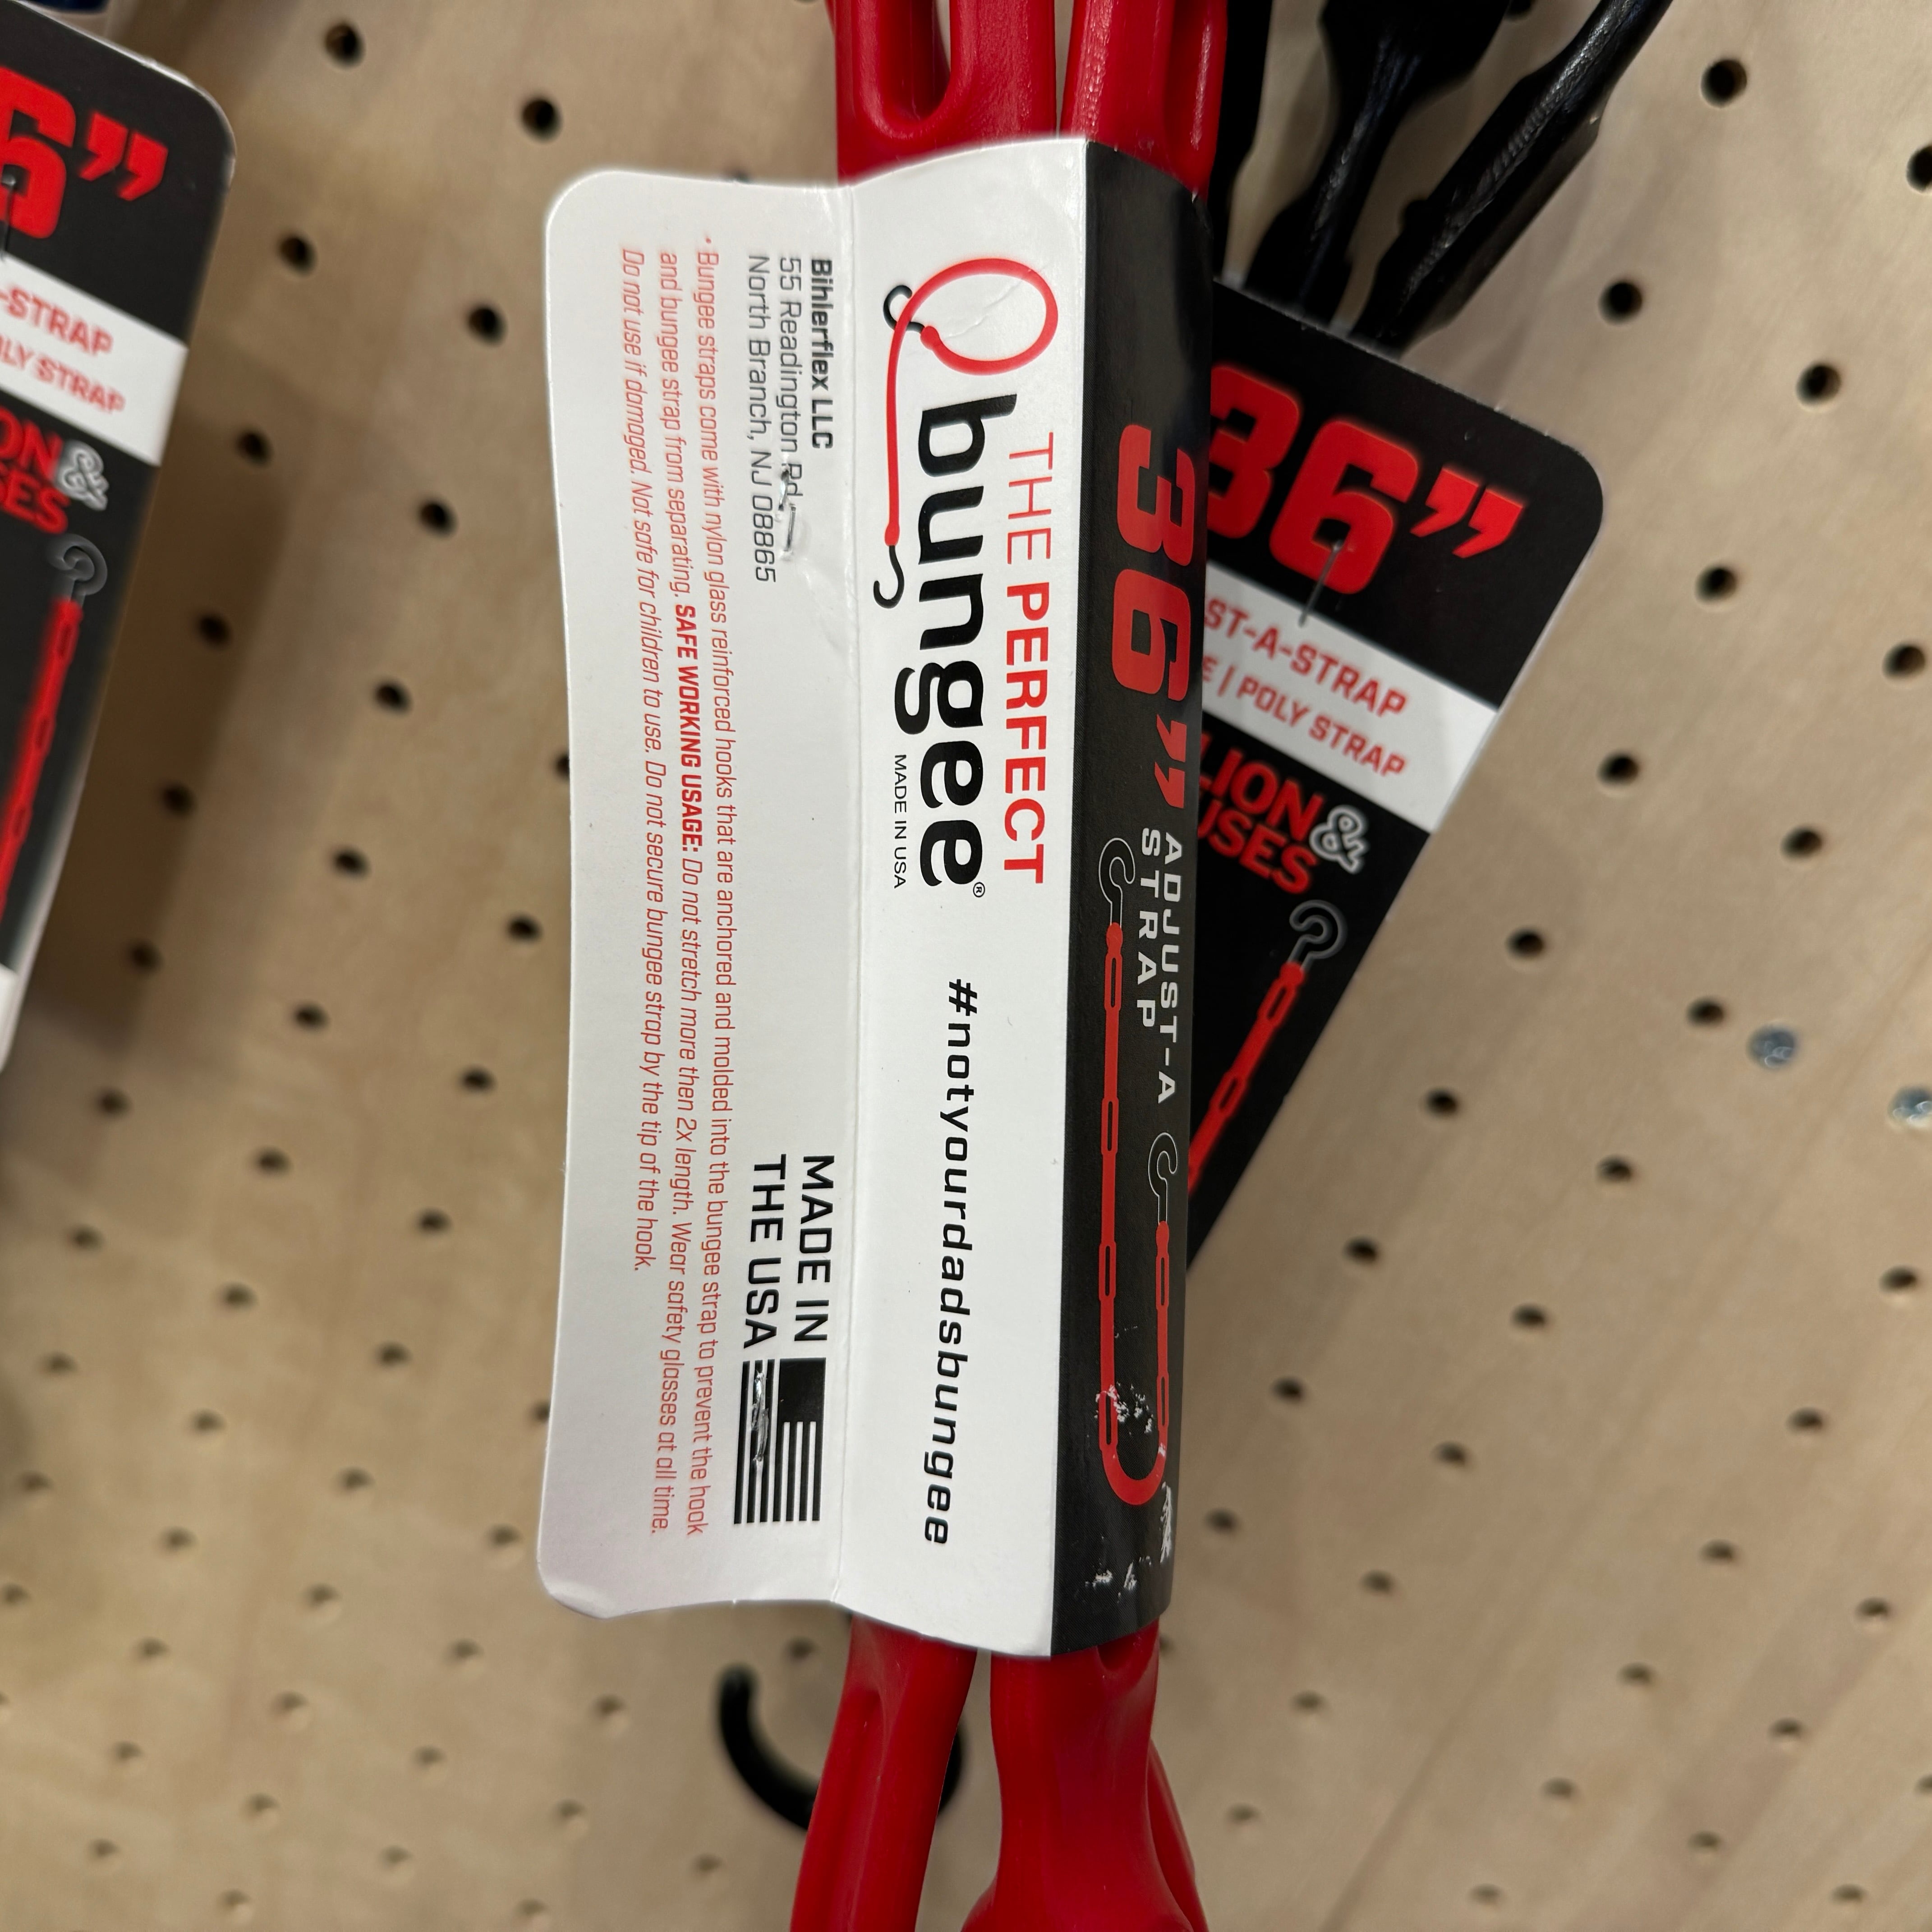 36”
ADJUST-A
STRAP
THE PERFECT
bungee®
MADE IN USA
#notyourdadsbungee
Bihlerflex LLC
55 Readington Rd
North Branch, NJ 08865
MADE IN
THE USA
• Bungee straps come with nylon glass reinforced hooks that are anchored and molded into the bungee strap to prevent the hook
and bungee strap from separating. SAFE WORKING USAGE: Do not stretch more then 2x length. Wear safety glasses at all time.
Do not use if damaged. Not safe for children to use. Do not secure bungee strap by the tip of the hook.
36”
ST-A-STRAP
E | POLY STRAP
LION &
USES
6”
-STRAP
LY STRAP
ON &
SES